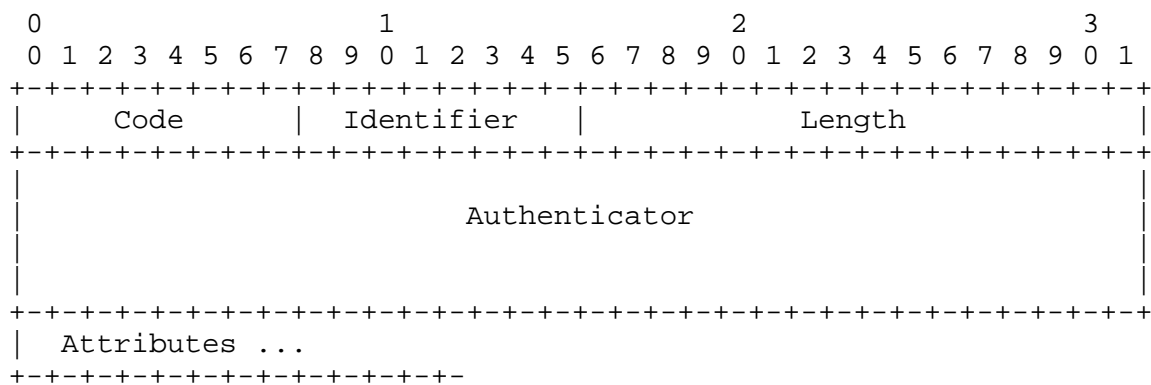 0                   1                   2                   3
 0 1 2 3 4 5 6 7 8 9 0 1 2 3 4 5 6 7 8 9 0 1 2 3 4 5 6 7 8 9 0 1
+-+-+-+-+-+-+-+-+-+-+-+-+-+-+-+-+-+-+-+-+-+-+-+-+-+-+-+-+-+-+-+-+
|     Code      |  Identifier   |            Length             |
+-+-+-+-+-+-+-+-+-+-+-+-+-+-+-+-+-+-+-+-+-+-+-+-+-+-+-+-+-+-+-+-+
|                                                               |
|                         Authenticator                         |
|                                                               |
|                                                               |
+-+-+-+-+-+-+-+-+-+-+-+-+-+-+-+-+-+-+-+-+-+-+-+-+-+-+-+-+-+-+-+-+
|  Attributes ...
+-+-+-+-+-+-+-+-+-+-+-+-+-